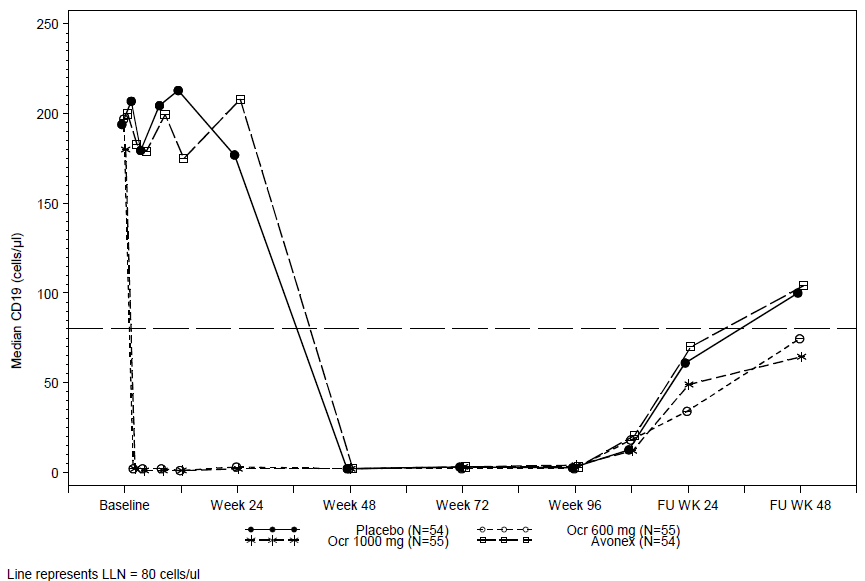 250
200
150
100
50
0
Median CD19 (cells/µl)
Baseline Week 24 Week 48 Week 72 Week 96 FU WK 24 FU WK 48
Placebo (N=54) Ocr 600 mg (N=55)
Ocr 1000 mg (N=55) Avonex (N=54)
Line represents LLN = 80 cells/ul